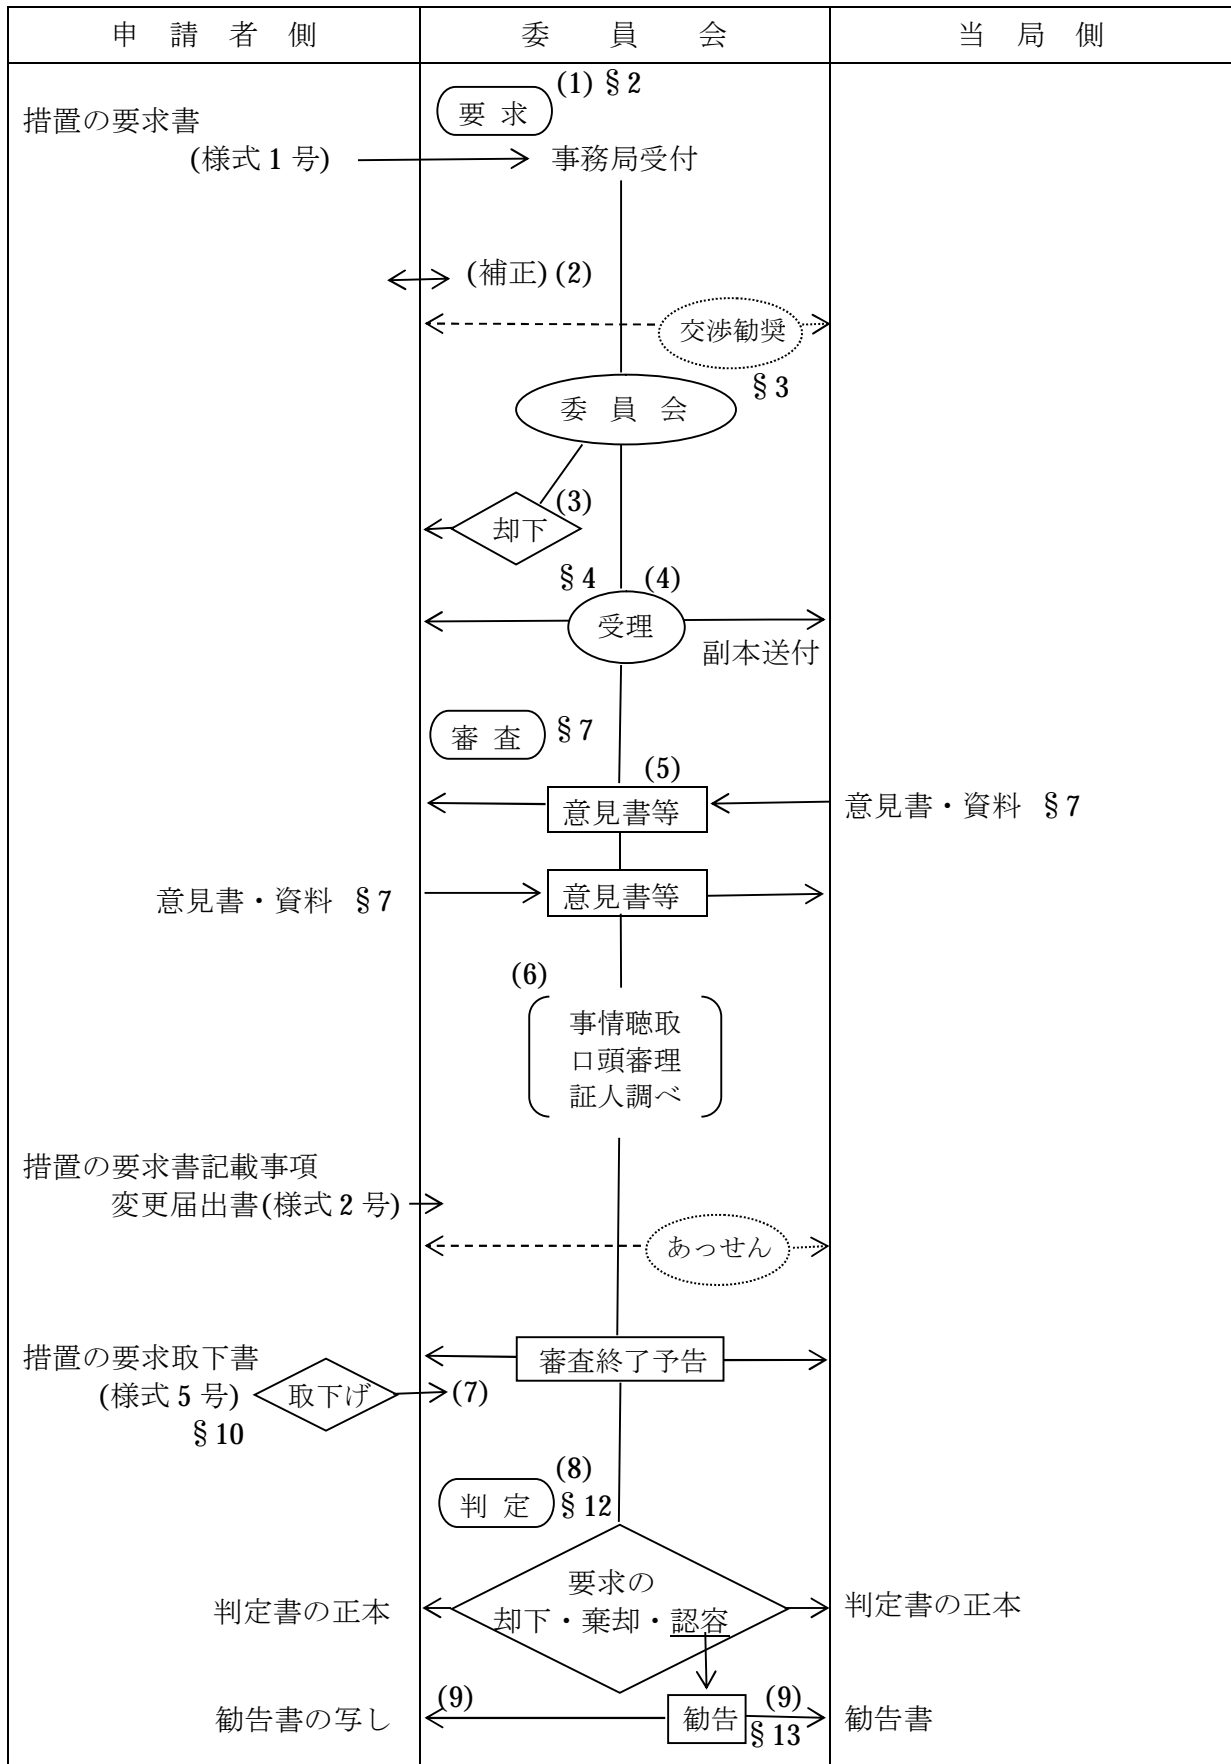 申 請 者 側
委 員 会
当 局 側
(1) § 2
要 求
措置の要求書
(様式 1 号)
事務局受付
(補正) (2)
交渉勧奨
§ 3
委 員 会
(3)
却下
§ 4 (4)
受理
副本送付
審 査 § 7
(5)
意見書等
意見書・資料 § 7
意見書・資料 § 7
意見書等
(6)
事情聴取
口頭審理
証人調べ
措置の要求書記載事項
変更届出書(様式 2 号)
あっせん
措置の要求取下書
(様式 5 号)
§ 10
取下げ
(7)
審査終了予告
(8)
判 定 § 12
要求の
却下・棄却・認容
判定書の正本
判定書の正本
勧告書の写し
(9)
勧告
(9)
§ 13
勧告書